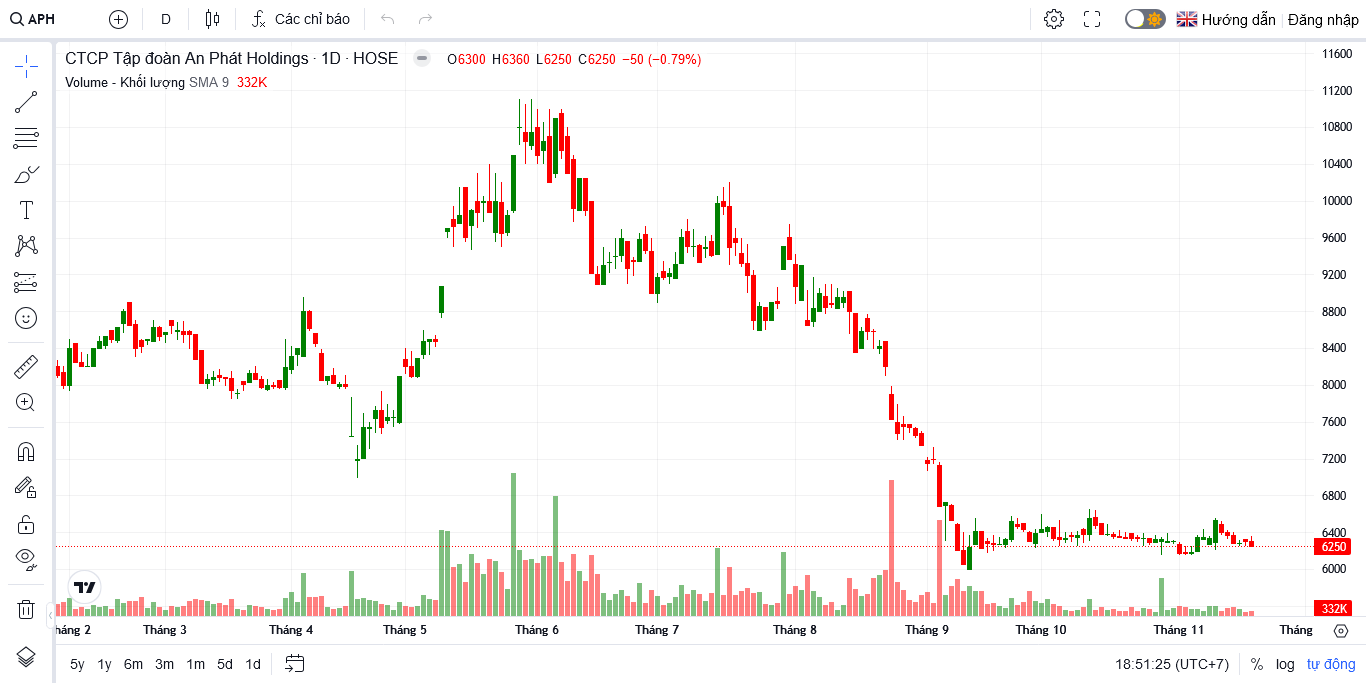 APH D Các chỉ báo Hướng dẫn Đăng nhập
CTCP Tập đoàn An Phát Holdings · 1D · HOSE O6300 H6360 L6250 C6250 −50 (−0.79%)
Volume - Khối lượng SMA 9 332K
11600
11200
10800
10400
10000
9600
9200
8800
8400
8000
7600
7200
6800
6400
6250
6000
332K
háng 2 Tháng 3 Tháng 4 Tháng 5 Tháng 6 Tháng 7 Tháng 8 Tháng 9 Tháng 10 Tháng 11 Tháng
5y 1y 6m 3m 1m 5d 1d 18:51:25 (UTC+7) % log tự động